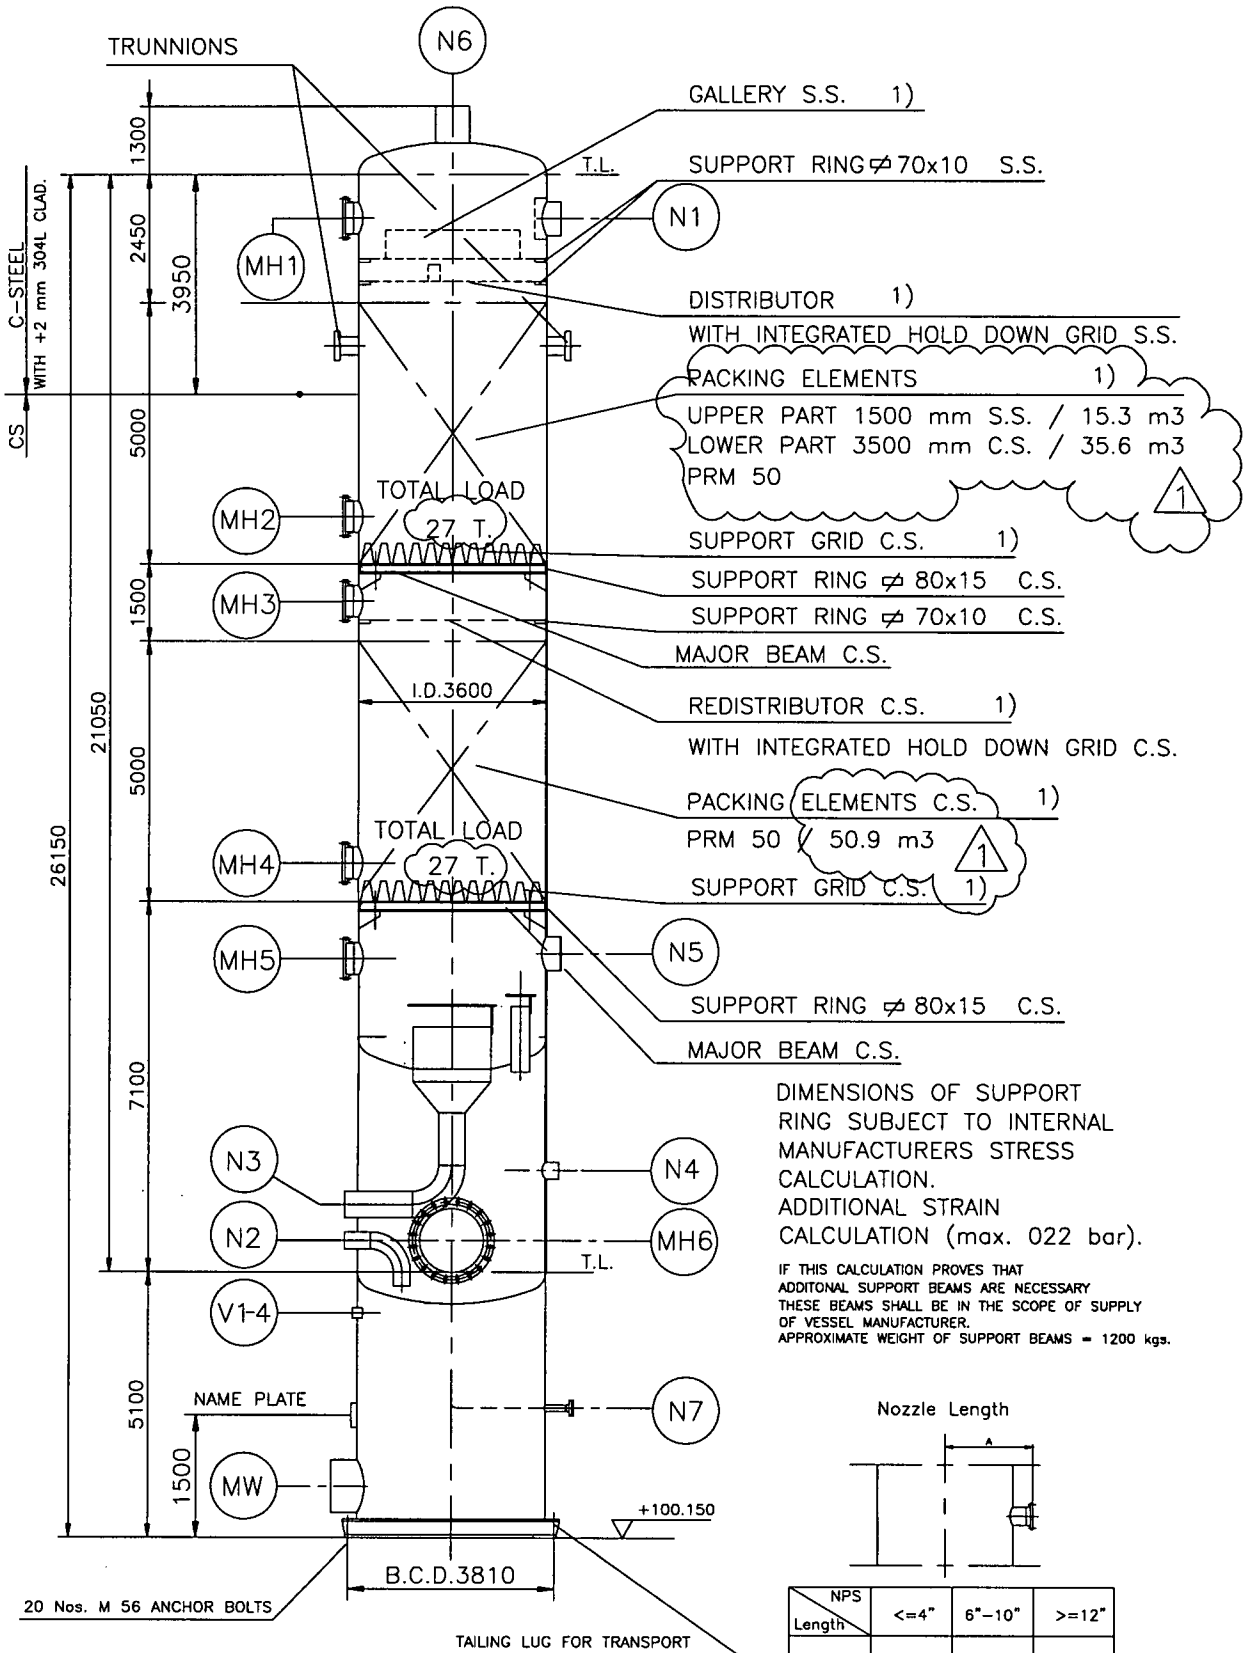 N6
TRUNNIONS
GALLERY S.S. 1)
1300
T.L.
SUPPORT RING ⌀ 70x10 S.S.
N1
MH1
2450
3950
C-STEEL
WITH +2 mm 304L CLAD.
CS
DISTRIBUTOR 1)
WITH INTEGRATED HOLD DOWN GRID S.S.
PACKING ELEMENTS 1)
UPPER PART 1500 mm S.S. / 15.3 m3
LOWER PART 3500 mm C.S. / 35.6 m3
PRM 50
1
5000
TOTAL LOAD
27 T.
MH2
SUPPORT GRID C.S. 1)
SUPPORT RING ⌀ 80x15 C.S.
MH3
1500
SUPPORT RING ⌀ 70x10 C.S.
MAJOR BEAM C.S.
I.D.3600
REDISTRIBUTOR C.S. 1)
WITH INTEGRATED HOLD DOWN GRID C.S.
21050
26150
5000
PACKING ELEMENTS C.S. 1)
PRM 50 / 50.9 m3
1
TOTAL LOAD
27 T.
MH4
SUPPORT GRID C.S. 1)
MH5
N5
SUPPORT RING ⌀ 80x15 C.S.
MAJOR BEAM C.S.
7100
DIMENSIONS OF SUPPORT
RING SUBJECT TO INTERNAL
MANUFACTURERS STRESS
CALCULATION.
ADDITIONAL STRAIN
CALCULATION (max. 022 bar).
IF THIS CALCULATION PROVES THAT
ADDITONAL SUPPORT BEAMS ARE NECESSARY
THESE BEAMS SHALL BE IN THE SCOPE OF SUPPLY
OF VESSEL MANUFACTURER.
APPROXIMATE WEIGHT OF SUPPORT BEAMS = 1200 kgs.
N3
N4
N2
MH6
T.L.
V1-4
5100
NAME PLATE
N7
1500
MW
+100.150
B.C.D.3810
20 Nos. M 56 ANCHOR BOLTS
TAILING LUG FOR TRANSPORT
Nozzle Length
A
NPS
Length
<=4" 6"-10" >=12"